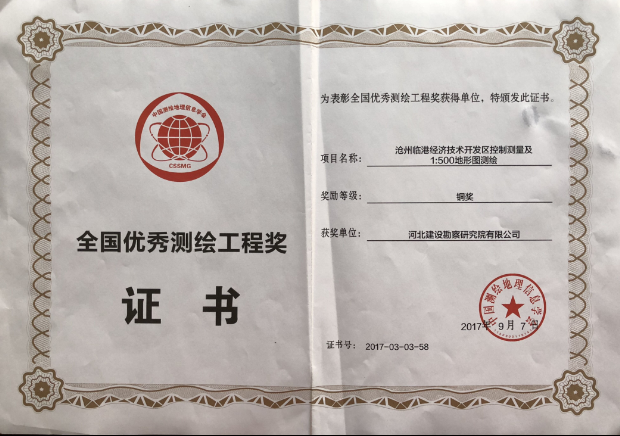 中国测绘地理信息学会
CSSMG
全国优秀测绘工程奖
证书
为表彰全国优秀测绘工程奖获得单位，特颁发此证书。
项目名称：
沧州临港经济技术开发区控制测量及
1:500地形图测绘
奖励等级：
铜奖
获奖单位：
河北建设勘察研究院有限公司
中国测绘地理信息学会
2017年 9月 7日
证书号： 2017-03-03-58